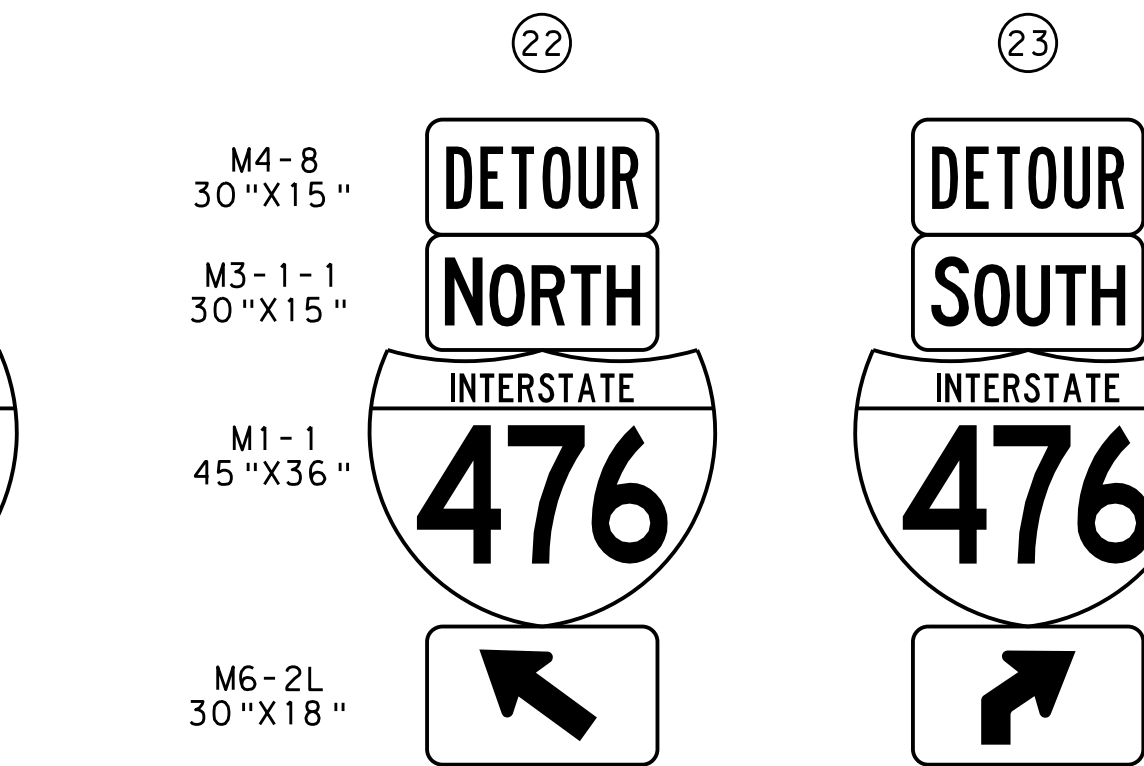 22
M4-8
30"X15"
DETOUR
M3-1-1
30"X15"
NORTH
INTERSTATE
M1-1
45"X36"
476
M6-2L
30"X18"
23
DETOUR
SOUTH
INTERSTATE
476